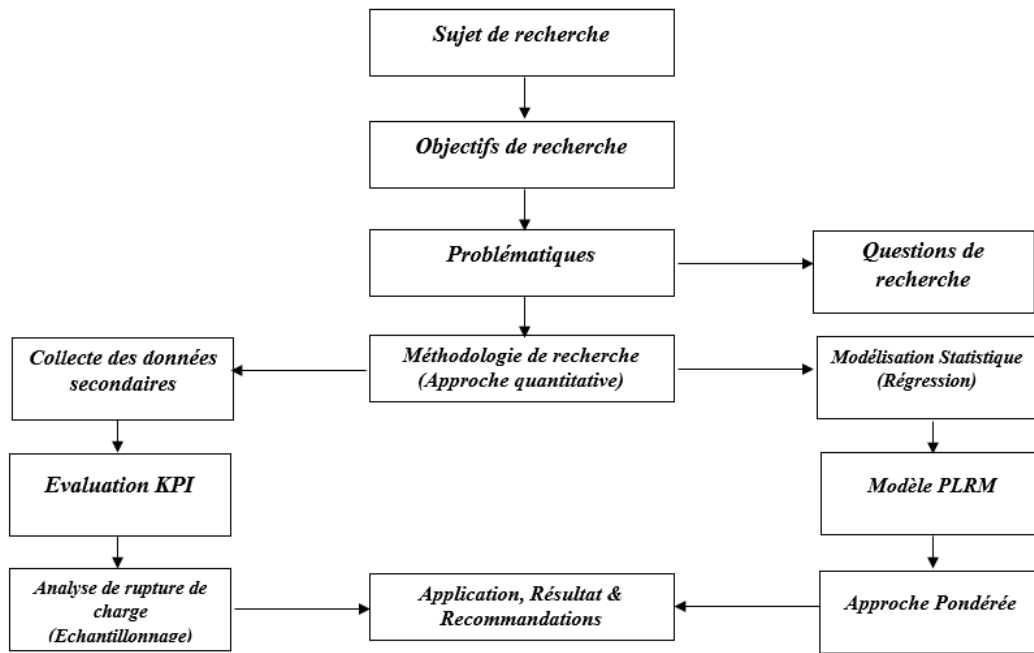 Sujet de recherche
Objectifs de recherche
Problématiques
Questions de
recherche
Collecte des données
secondaires
Méthodologie de recherche
(Approche quantitative)
Modélisation Statistique
(Régression)
Evaluation KPI
Modèle PLRM
Analyse de rupture de
charge
(Echantillonnage)
Application, Résultat &
Recommandations
Approche Pondérée